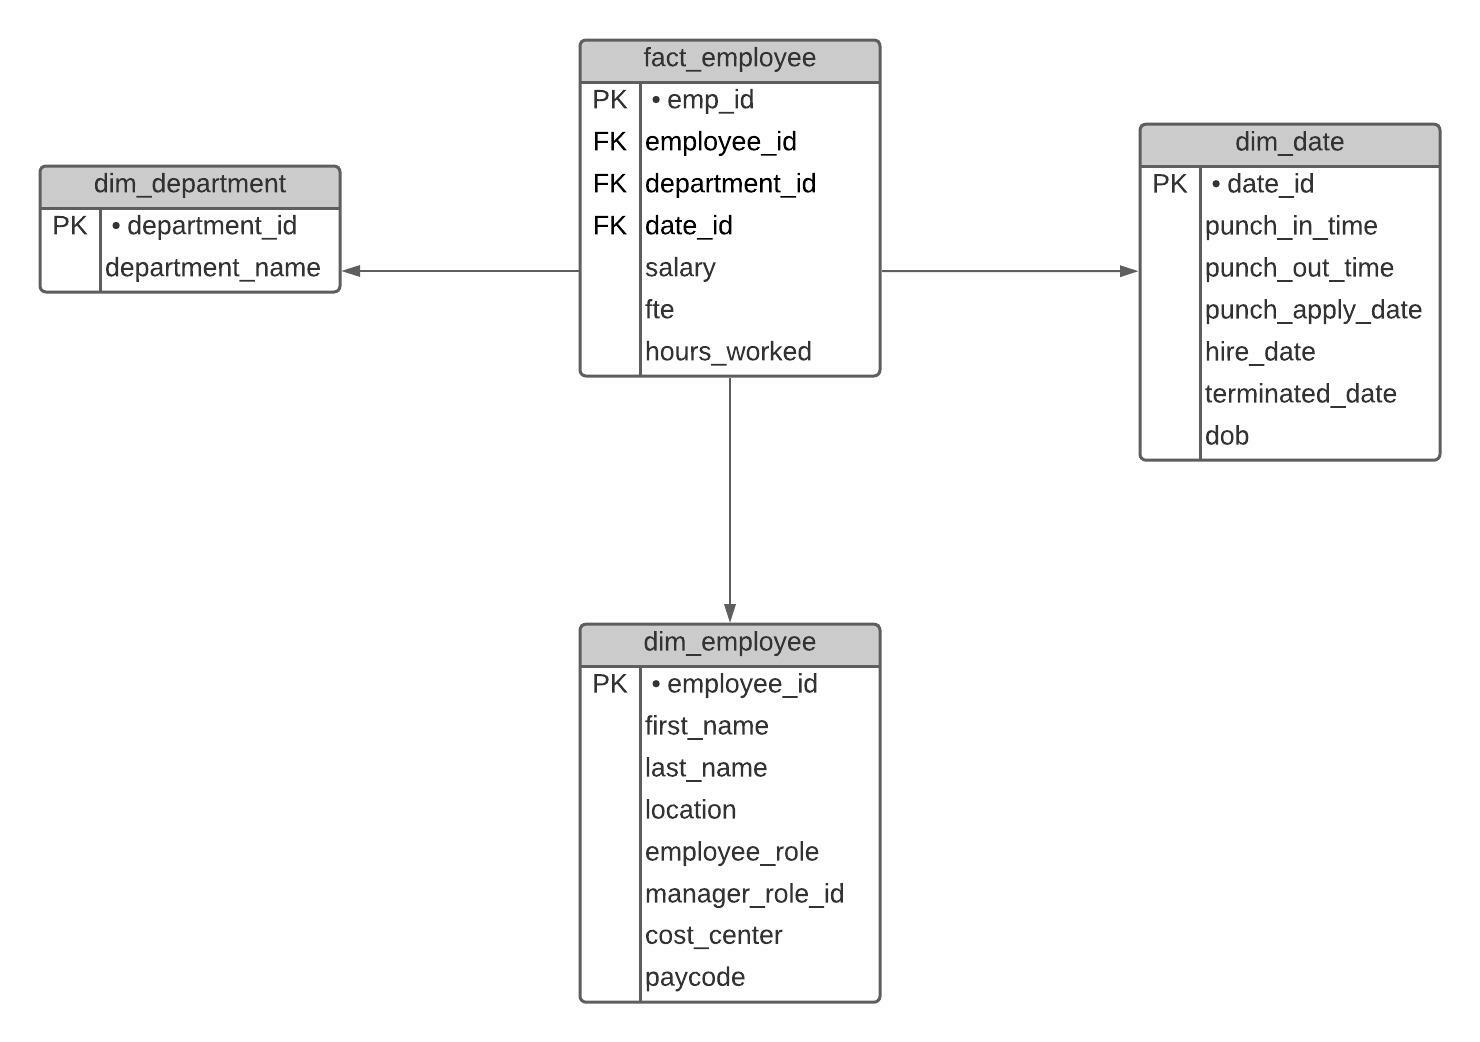 fact_employee
PK • emp_id
FK employee_id
FK department_id
FK date_id
salary
fte
hours_worked
dim_department
PK • department_id
department_name
dim_date
PK • date_id
punch_in_time
punch_out_time
punch_apply_date
hire_date
terminated_date
dob
dim_employee
PK • employee_id
first_name
last_name
location
employee_role
manager_role_id
cost_center
paycode